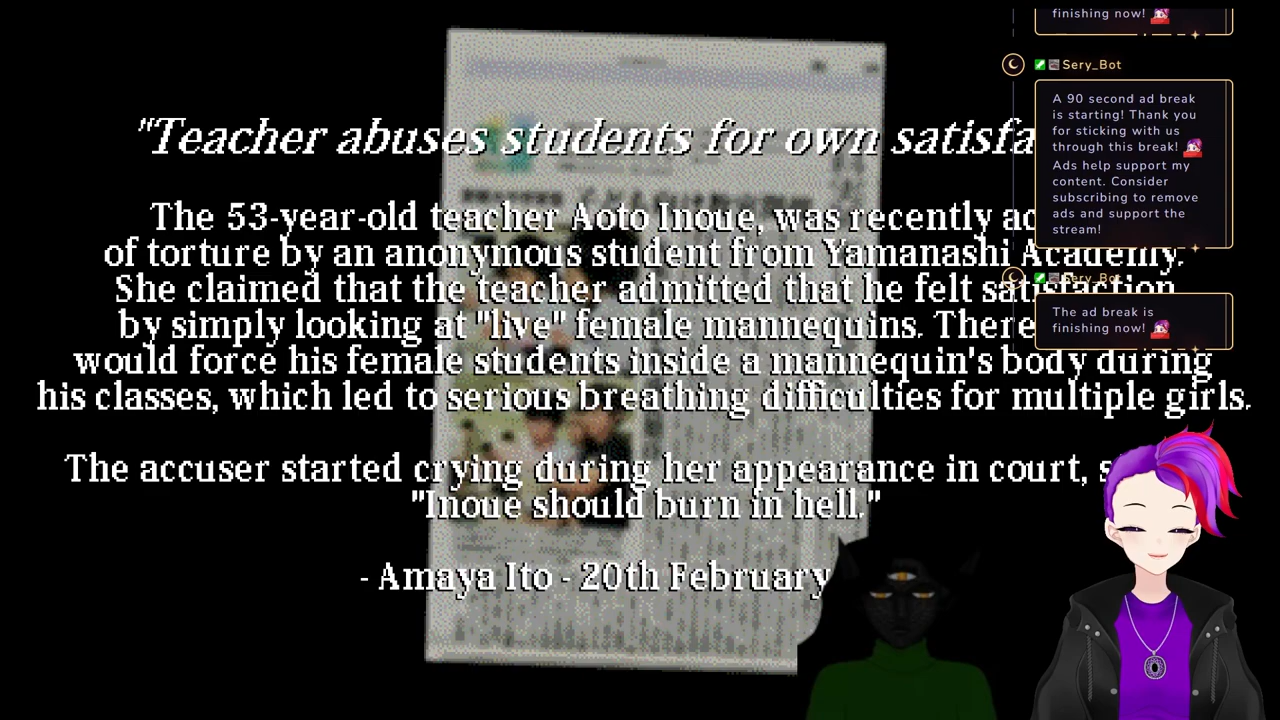 "Teacher abuses students for own
The 53-year-old teacher Aoto Inoue, was recently
of torture by an anonymous student from Yamanashi Academy.
She claimed that the teacher admitted that he felt satisfaction
by simply looking at "live" female mannequins.
would force his female students inside a mannequin's body during
his classes, which led to serious breathing difficulties for multiple girls.
The accuser started crying during her appearance in court,
"Inoue should burn in hell."
- Amaya Ito - 20th February
finishing now!
Sery_Bot
A 90 second ad break
is starting! Thank you
for sticking with us
through this break!
Ads help support my
content. Consider
subscribing to remove
ads and support the
stream!
Sery_Bot
The ad break is
finishing now!